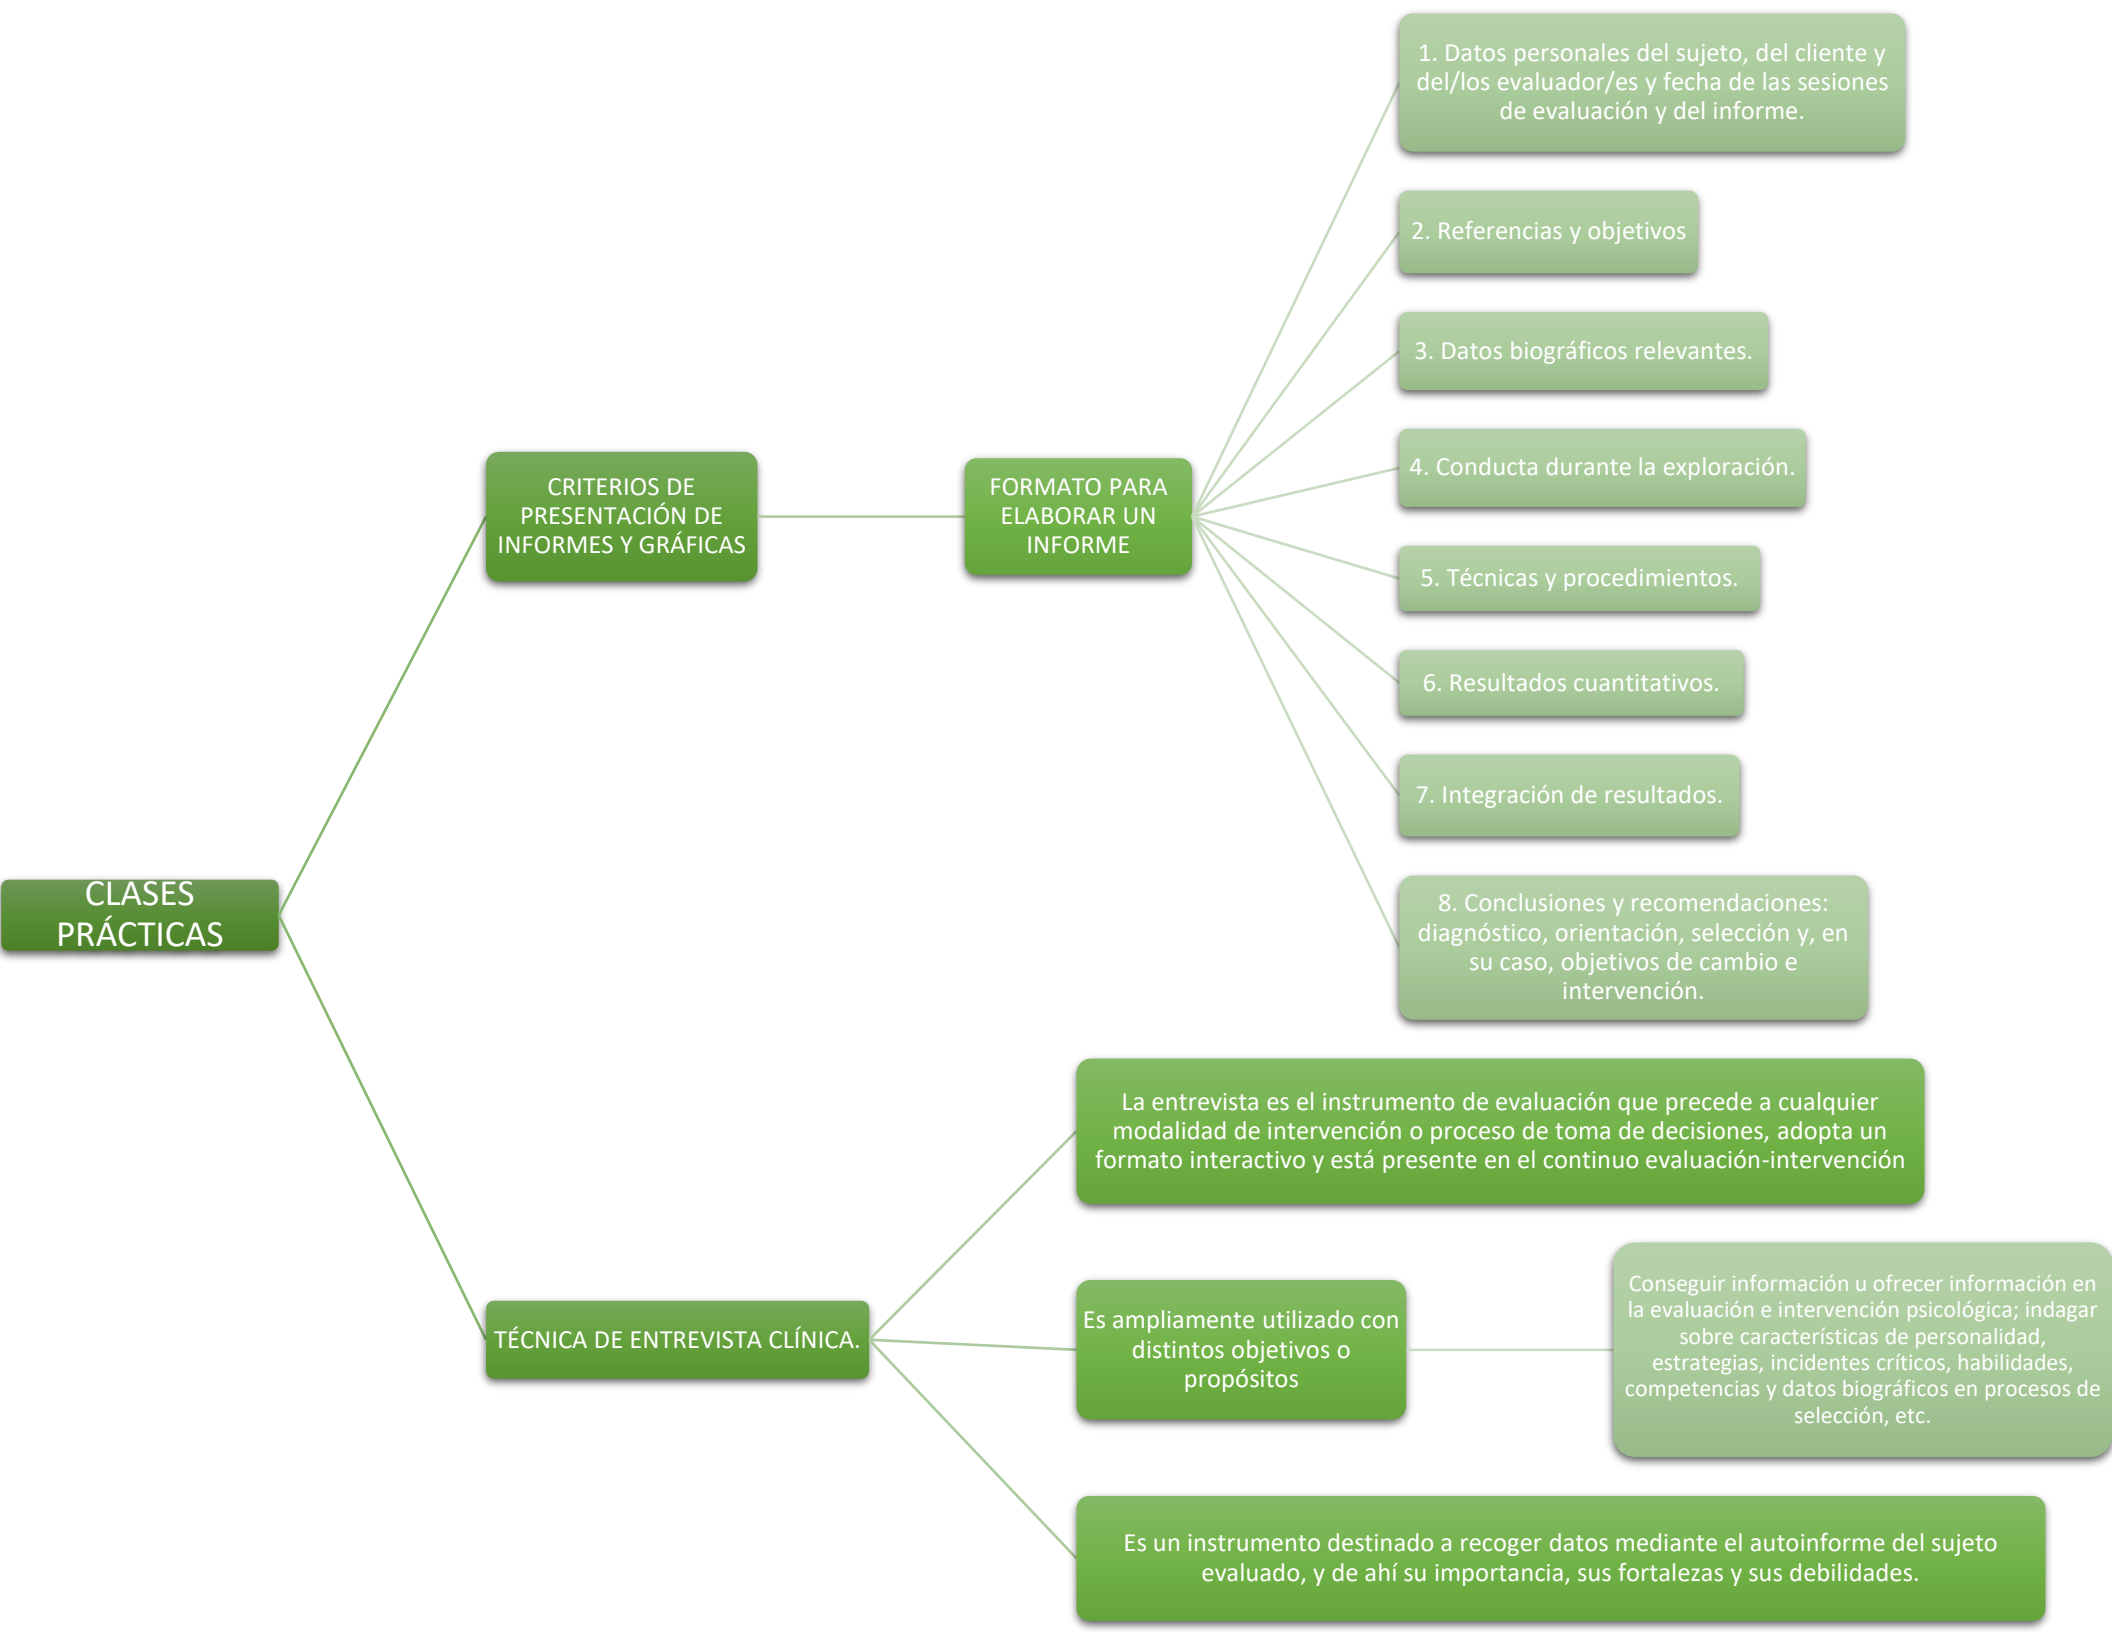 CLASES
PRÁCTICAS
CRITERIOS DE
PRESENTACIÓN DE
INFORMES Y GRÁFICAS
FORMATO PARA
ELABORAR UN
INFORME
1. Datos personales del sujeto, del cliente y
del/los evaluador/es y fecha de las sesiones
de evaluación y del informe.
2. Referencias y objetivos
3. Datos biográficos relevantes.
4. Conducta durante la exploración.
5. Técnicas y procedimientos.
6. Resultados cuantitativos.
7. Integración de resultados.
8. Conclusiones y recomendaciones:
diagnóstico, orientación, selección y, en
su caso, objetivos de cambio e
intervención.
TÉCNICA DE ENTREVISTA CLÍNICA.
La entrevista es el instrumento de evaluación que precede a cualquier
modalidad de intervención o proceso de toma de decisiones, adopta un
formato interactivo y está presente en el continuo evaluación-intervención
Es ampliamente utilizado con
distintos objetivos o
propósitos
Conseguir información u ofrecer información en
la evaluación e intervención psicológica; indagar
sobre características de personalidad,
estrategias, incidentes críticos, habilidades,
competencias y datos biográficos en procesos de
selección, etc.
Es un instrumento destinado a recoger datos mediante el autoinforme del sujeto
evaluado, y de ahí su importancia, sus fortalezas y sus debilidades.